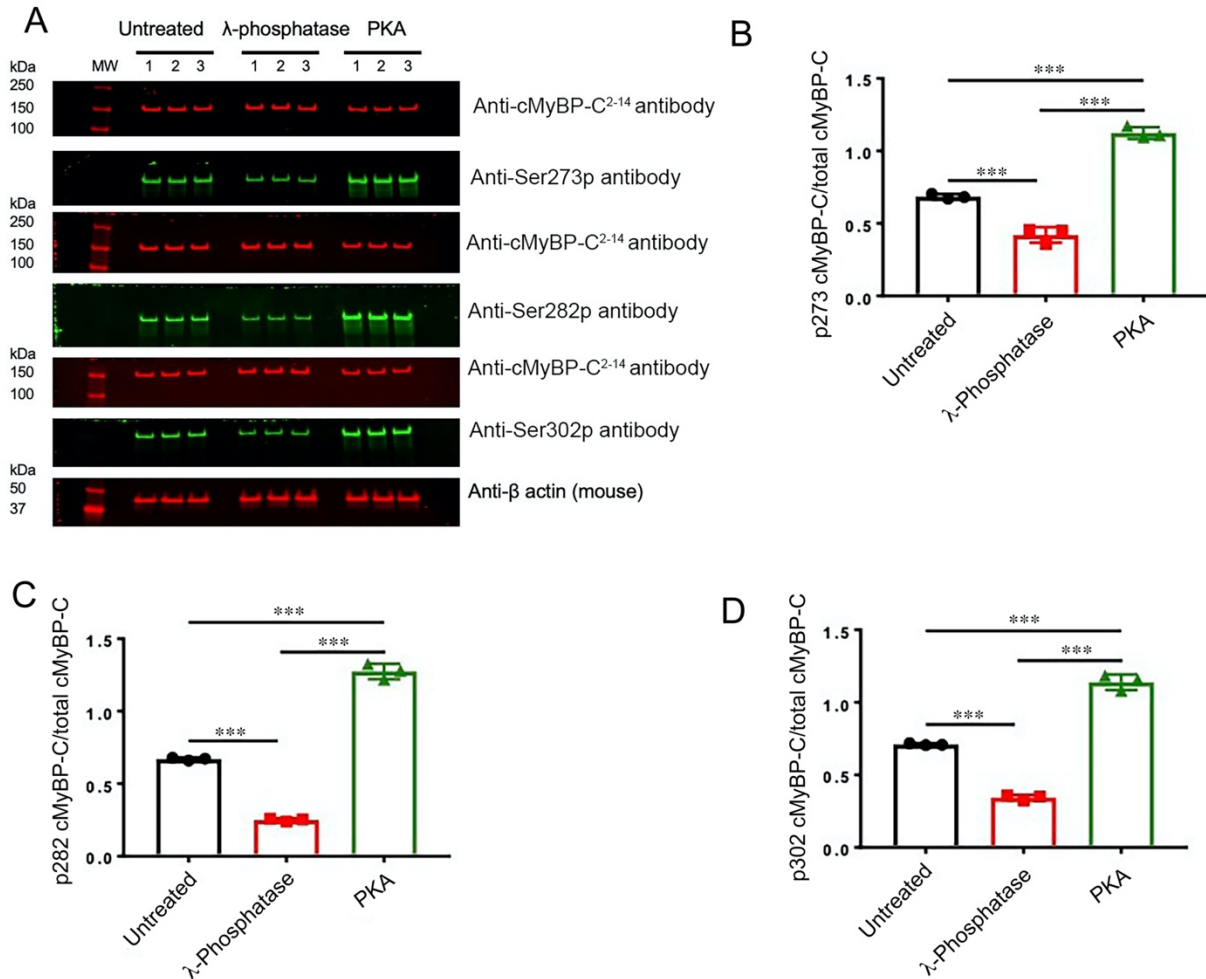 A
Untreated λ-phosphatase PKA
kDa MW 1 2 3 1 2 3 1 2 3
250
150
100
Anti-cMyBP-C2-14 antibody
Anti-Ser273p antibody
kDa
250
150
100
Anti-cMyBP-C2-14 antibody
Anti-Ser282p antibody
kDa
150
100
Anti-cMyBP-C2-14 antibody
Anti-Ser302p antibody
kDa
50
37
Anti-β actin (mouse)
B
p273 cMyBP-C/total cMyBP-C
1.5
1.0
0.5
0.0
***
***
***
Untreated
λ-Phosphatase
PKA
C
p282 cMyBP-C/total cMyBP-C
1.5
1.0
0.5
0.0
***
***
***
Untreated
λ-Phosphatase
PKA
D
p302 cMyBP-C/total cMyBP-C
1.5
1.0
0.5
0.0
***
***
***
Untreated
λ-Phosphatase
PKA